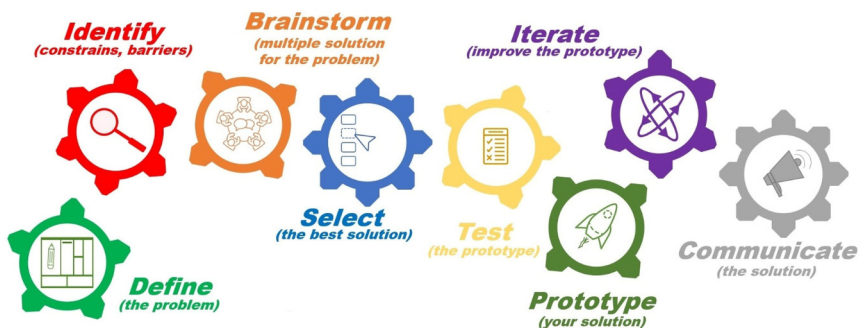 Define
(the problem)
Identify
(constrains, barriers)
Brainstorm
(multiple solution
for the problem)
Select
(the best solution)
Test
(the prototype)
Prototype
(your solution)
Iterate
(improve the prototype)
Communicate
(the solution)